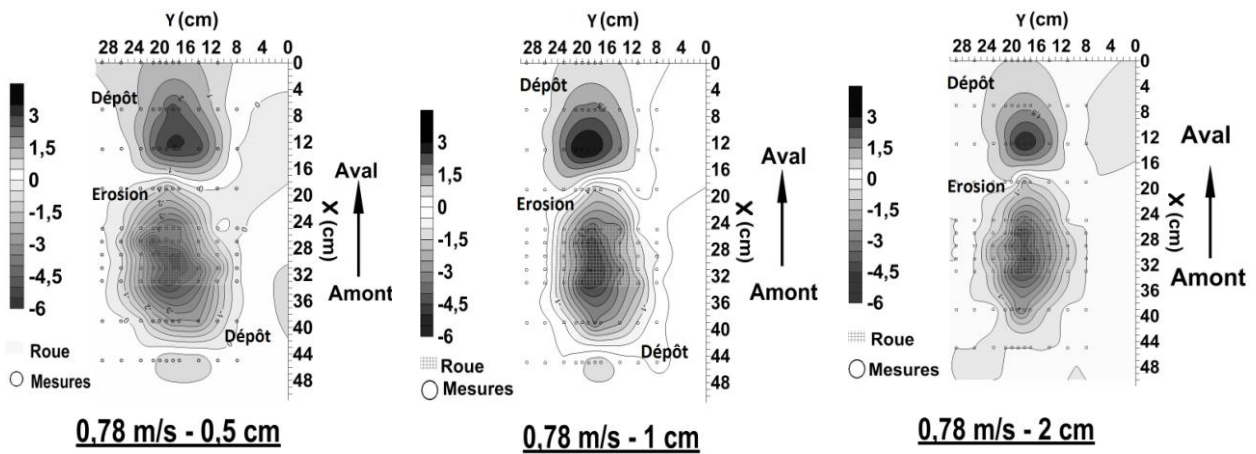 Y (cm)
28 24 20 16 12 8 4 0
Dépôt
Erosion
Dépôt
3
1,5
0
-1,5
-3
-4,5
-6
Roue
Mesures
0
4
8
12
16
20
24
28
32
36
40
44
48
X (cm)
Aval
Amont
0,78 m/s - 0,5 cm
Y (cm)
28 24 20 16 12 8 4 0
Dépôt
Erosion
Dépôt
3
1,5
0
-1,5
-3
-4,5
-6
Roue
Mesures
0
4
8
12
16
20
24
28
32
36
40
44
50
X (cm)
Aval
Amont
0,78 m/s - 1 cm
Y (cm)
28 24 20 16 12 8 4 0
Dépôt
Erosion
3
1,5
0
-1,5
-3
-4,5
-6
Roue
Mesures
0
4
8
12
16
20
24
28
32
36
40
44
48
X (cm)
Aval
Amont
0,78 m/s - 2 cm